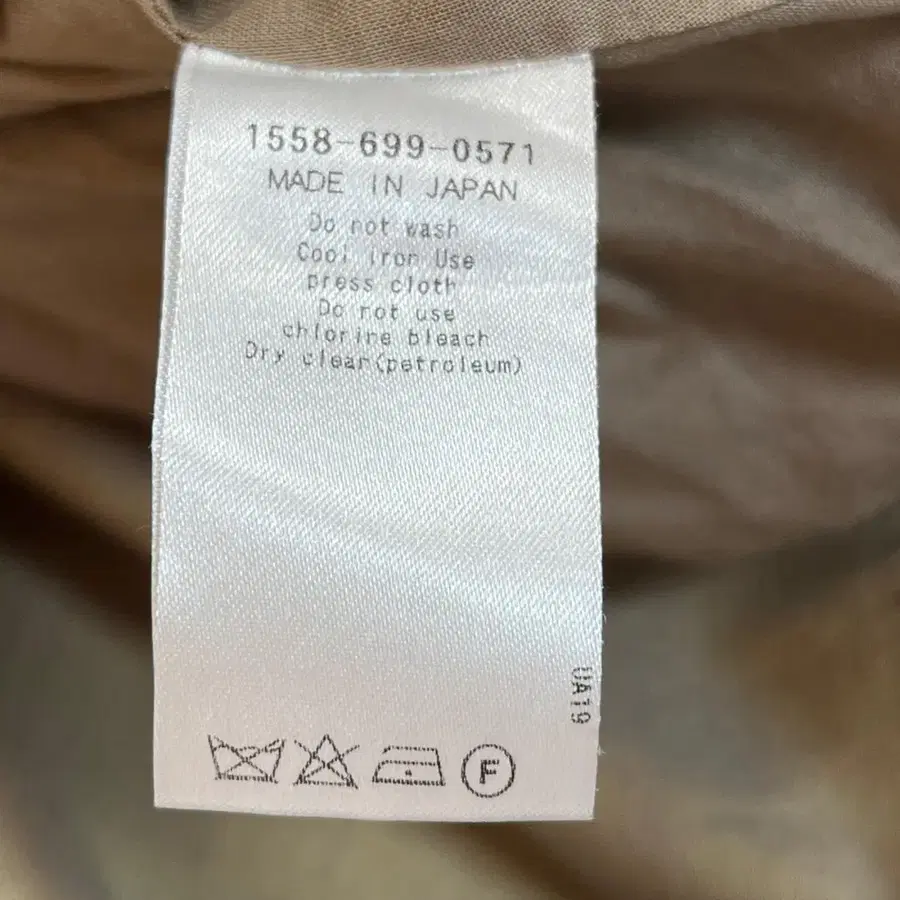 1558-699-0571
MADE IN JAPAN
Do not wash
Cool iron Use
press cloth
Do not use
chlorine bleach
Dry clean(petroleum)
UA19
F